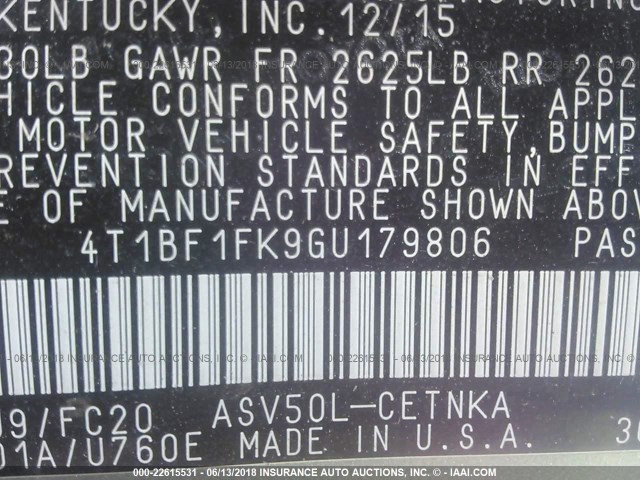 KENTUCKY, INC. 12/15
30LB GAWR FR 2625LB RR 262
HICLE CONFORMS TO ALL APPL
MOTOR VEHICLE SAFETY, BUMP
REVENTION STANDARDS IN EFF
E OF MANUFACTURE SHOWN ABOV
4T1BF1FK9GU179806 PAS
U9/FC20 ASV50L-CETNKA
01A/U760E MADE IN U.S.A. 30
000-22615531 - 06/13/2018 INSURANCE AUTO AUCTIONS, INC. - IAAI.COM